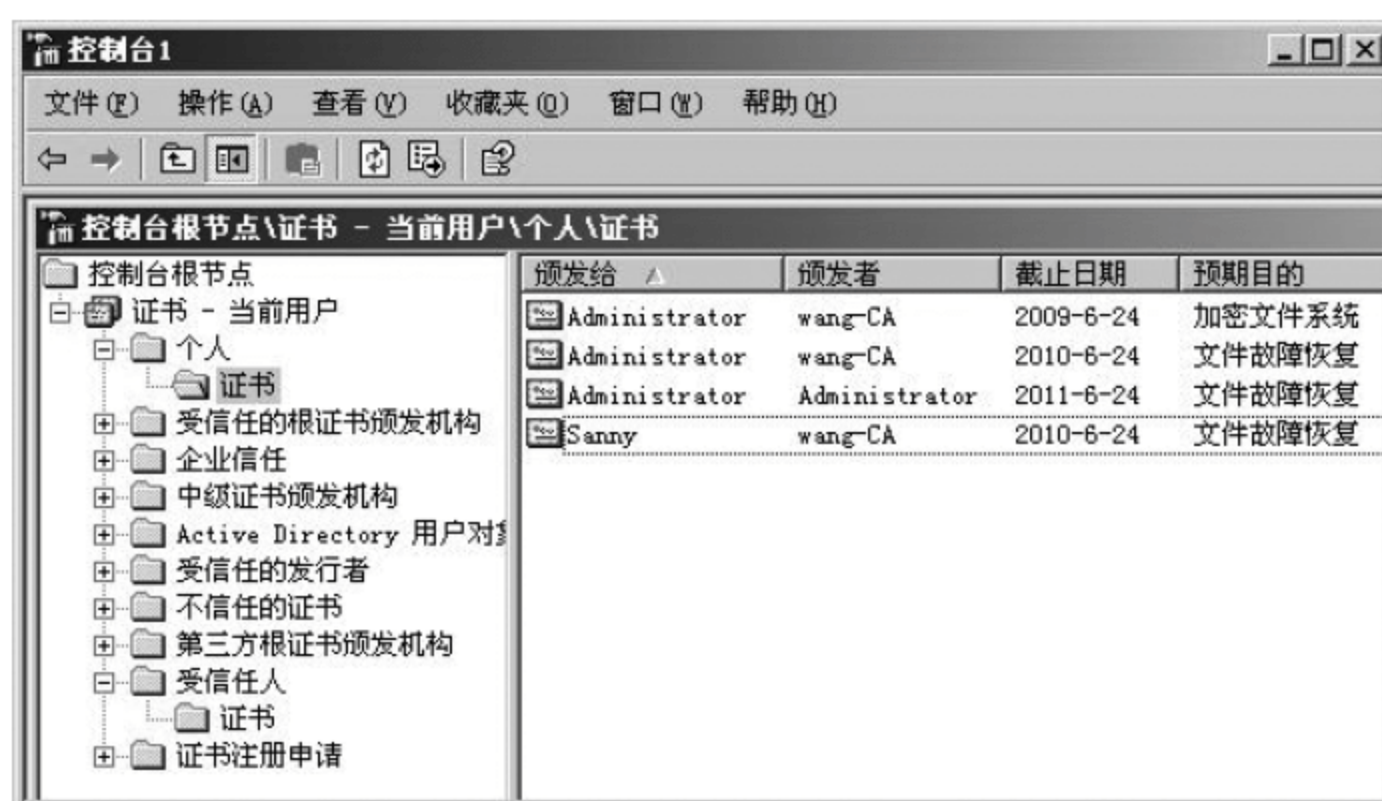 控制台1
文件(F) 操作(A) 查看(V) 收藏夹(O) 窗口(W) 帮助(H)
控制台根节点\证书 - 当前用户\个人\证书
控制台根节点
证书 - 当前用户
个人
证书
受信任的根证书颁发机构
企业信任
中级证书颁发机构
Active Directory 用户对
受信任的发行者
不信任的证书
第三方根证书颁发机构
受信任人
证书
证书注册申请
颁发给 颁发者 截止日期 预期目的
Administrator wang-CA 2009-6-24 加密文件系统
Administrator wang-CA 2010-6-24 文件故障恢复
Administrator Administrator 2011-6-24 文件故障恢复
Sanny wang-CA 2010-6-24 文件故障恢复